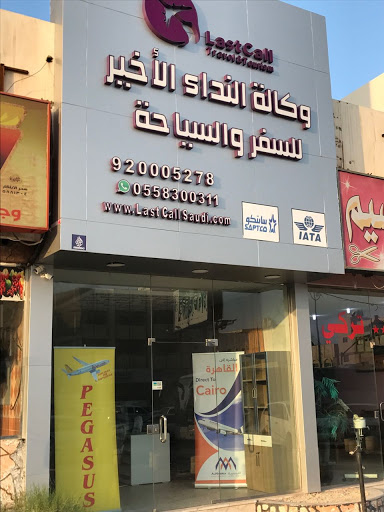 LastCall
Travel & Tourism
وكالة النداء الأخير
للسفر والسياحة
920005278
0558300311
www.LastCallSaudi.com
سابتكو
SAPTCO
IATA
PEGASUS
القاهرة
Direct To
Cairo